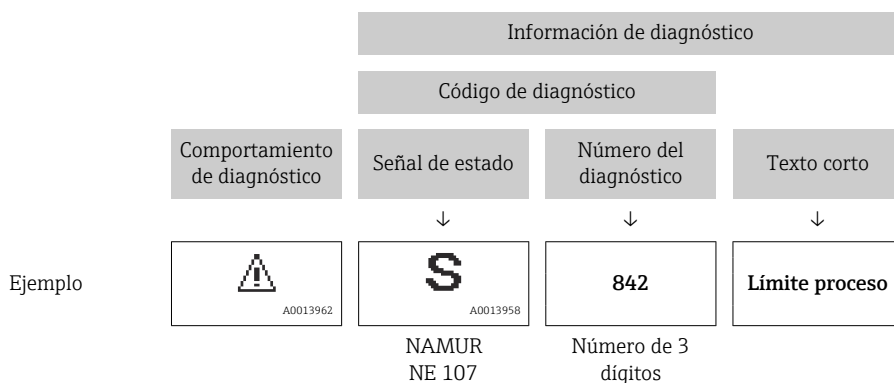 Información de diagnóstico
Código de diagnóstico
Comportamiento
de diagnóstico
Señal de estado
Número del
diagnóstico
Texto corto
↓ ↓ ↓
Ejemplo
A0013962
S
A0013958
842
Límite proceso
NAMUR
NE 107
Número de 3
dígitos